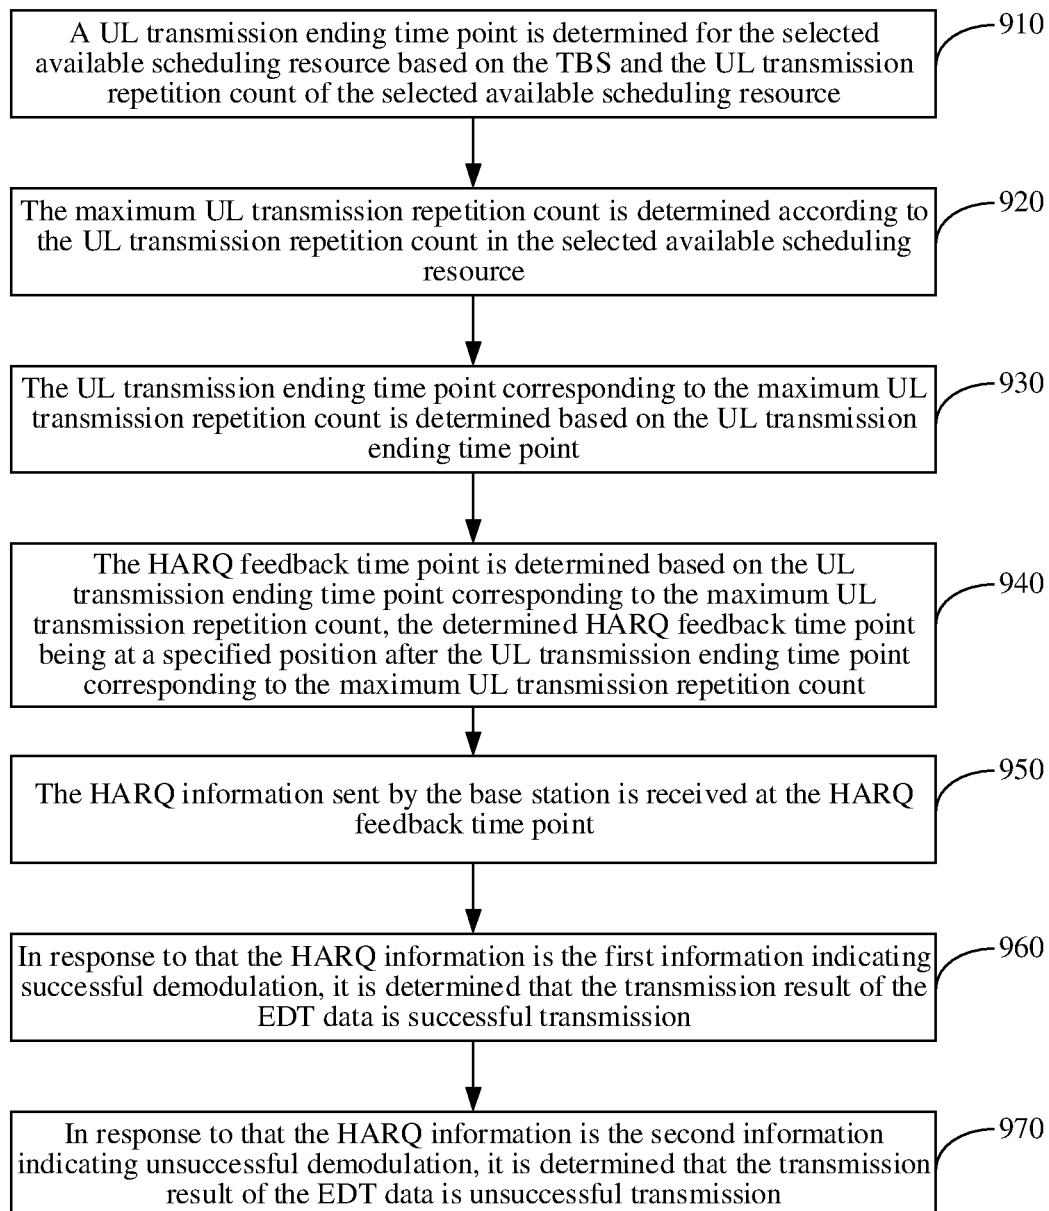 A UL transmission ending time point is determined for the selected
available scheduling resource based on the TBS and the UL transmission
repetition count of the selected available scheduling resource
910
The maximum UL transmission repetition count is determined according to
the UL transmission repetition count in the selected available scheduling
resource
920
The UL transmission ending time point corresponding to the maximum UL
transmission repetition count is determined based on the UL transmission
ending time point
930
The HARQ feedback time point is determined based on the UL
transmission ending time point corresponding to the maximum UL
transmission repetition count, the determined HARQ feedback time point
being at a specified position after the UL transmission ending time point
corresponding to the maximum UL transmission repetition count
940
The HARQ information sent by the base station is received at the HARQ
feedback time point
950
In response to that the HARQ information is the first information indicating
successful demodulation, it is determined that the transmission result of the
EDT data is successful transmission
960
In response to that the HARQ information is the second information
indicating unsuccessful demodulation, it is determined that the transmission
result of the EDT data is unsuccessful transmission
970